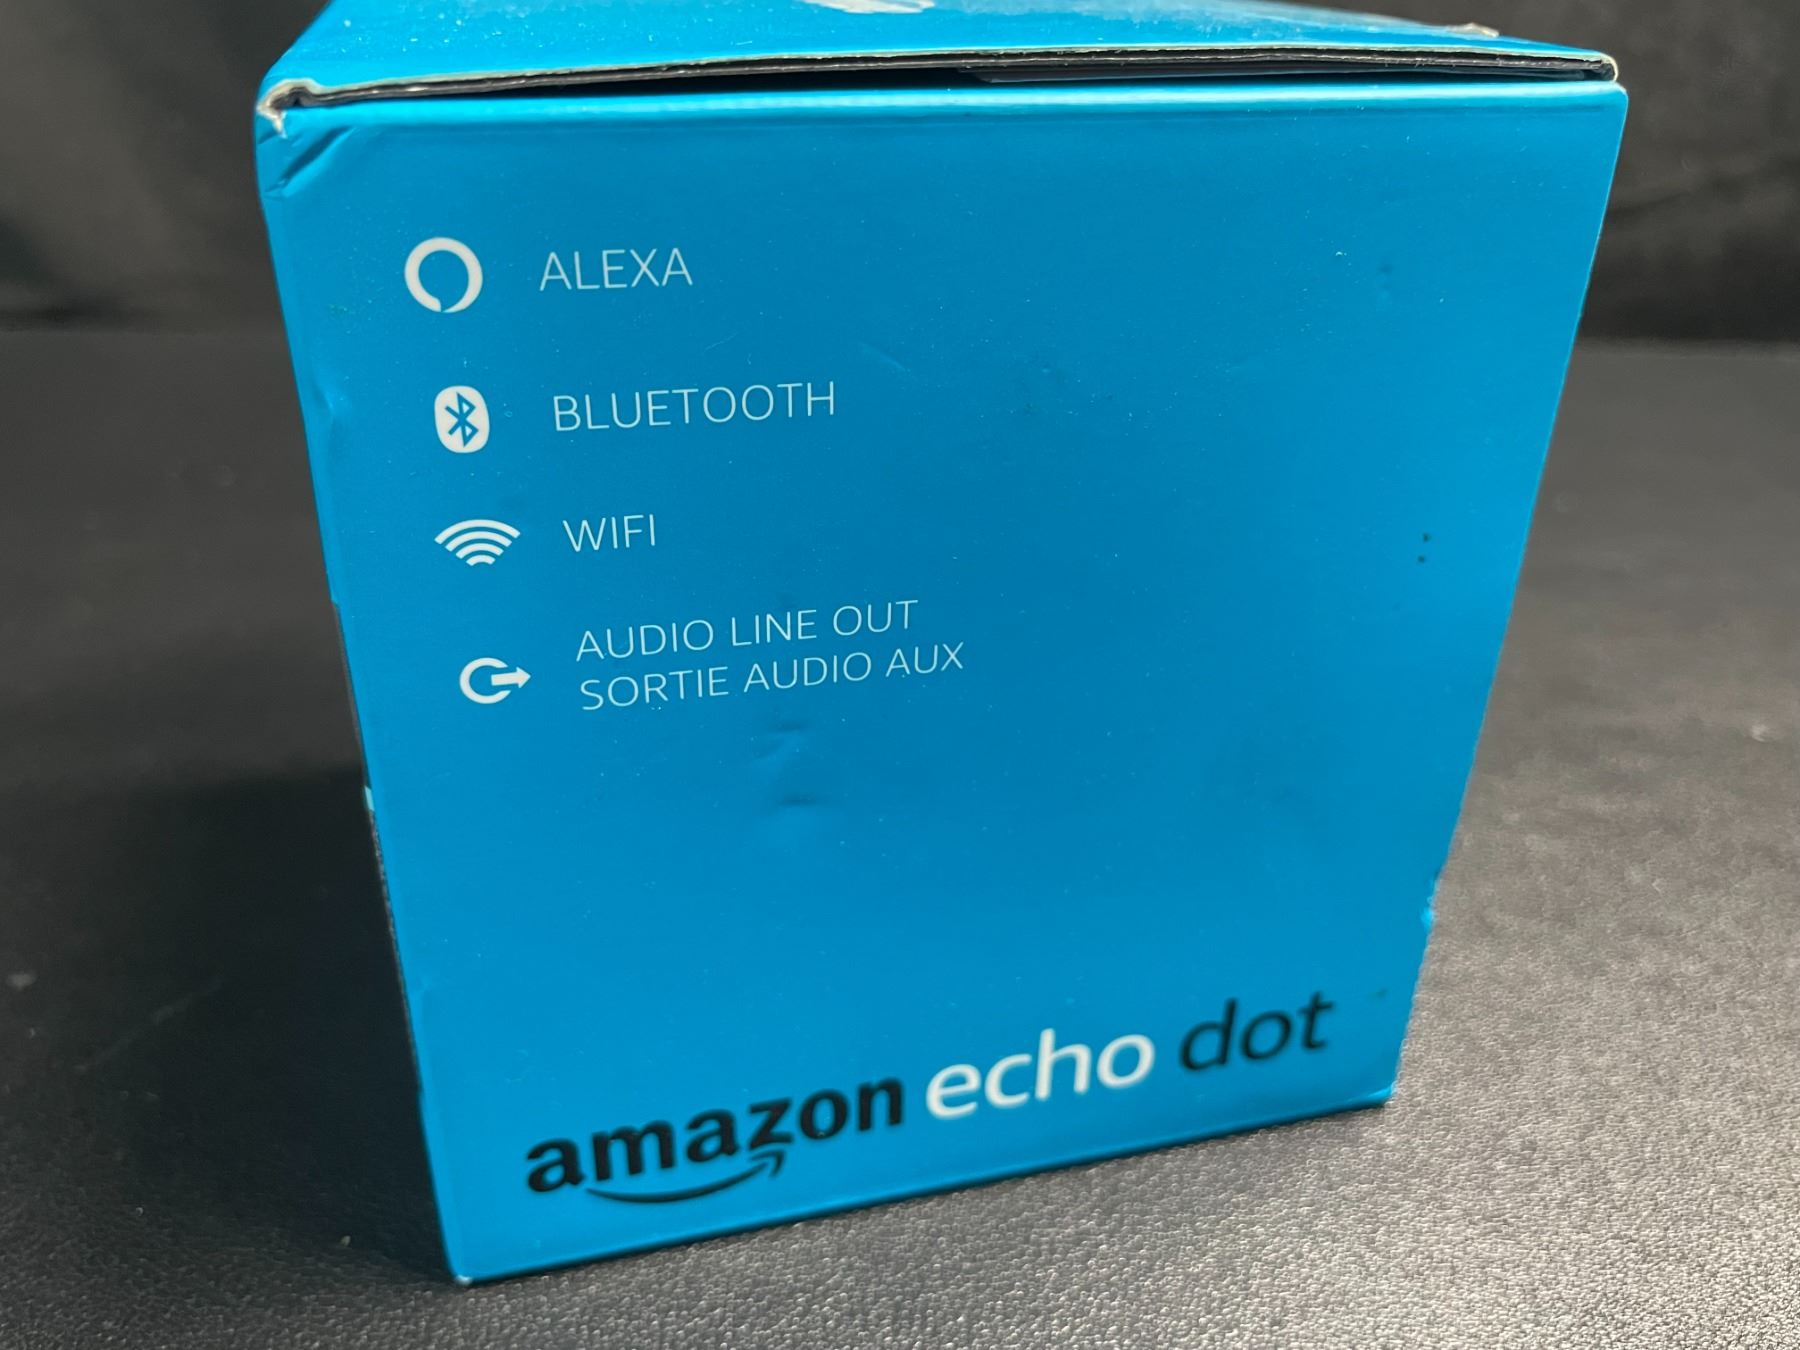 ALEXA
BLUETOOTH
WIFI
AUDIO LINE OUT
SORTIE AUDIO AUX
amazon echo dot